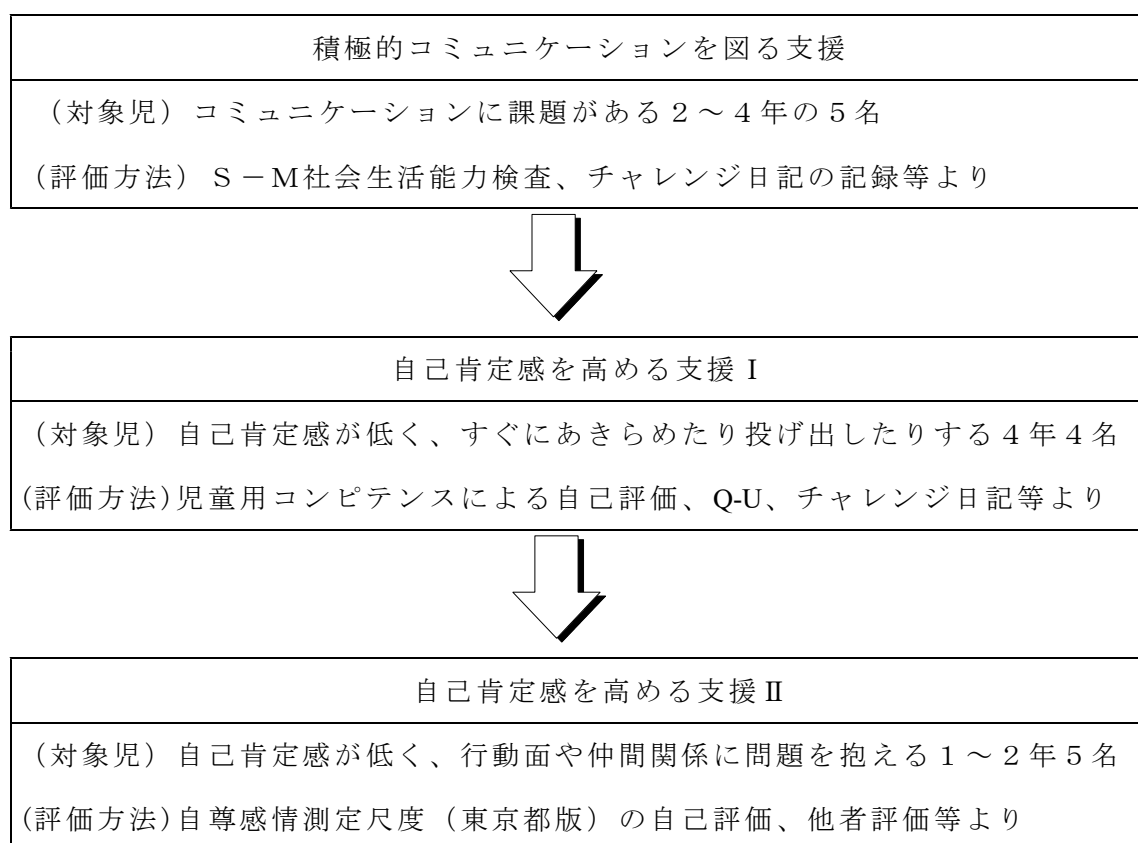 積極的コミュニケーションを図る支援
（対象児）コミュニケーションに課題がある２～４年の５名
（評価方法）Ｓ－Ｍ社会生活能力検査、チャレンジ日記の記録等より
自己肯定感を高める支援Ⅰ
（対象児）自己肯定感が低く、すぐにあきらめたり投げ出したりする４年４名
(評価方法)児童用コンピテンスによる自己評価、Q-U、チャレンジ日記等より
自己肯定感を高める支援Ⅱ
（対象児）自己肯定感が低く、行動面や仲間関係に問題を抱える１～２年５名
(評価方法)自尊感情測定尺度（東京都版）の自己評価、他者評価等より